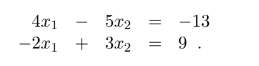 4x₁ − 5x₂ = −13
−2x₁ + 3x₂ = 9 .